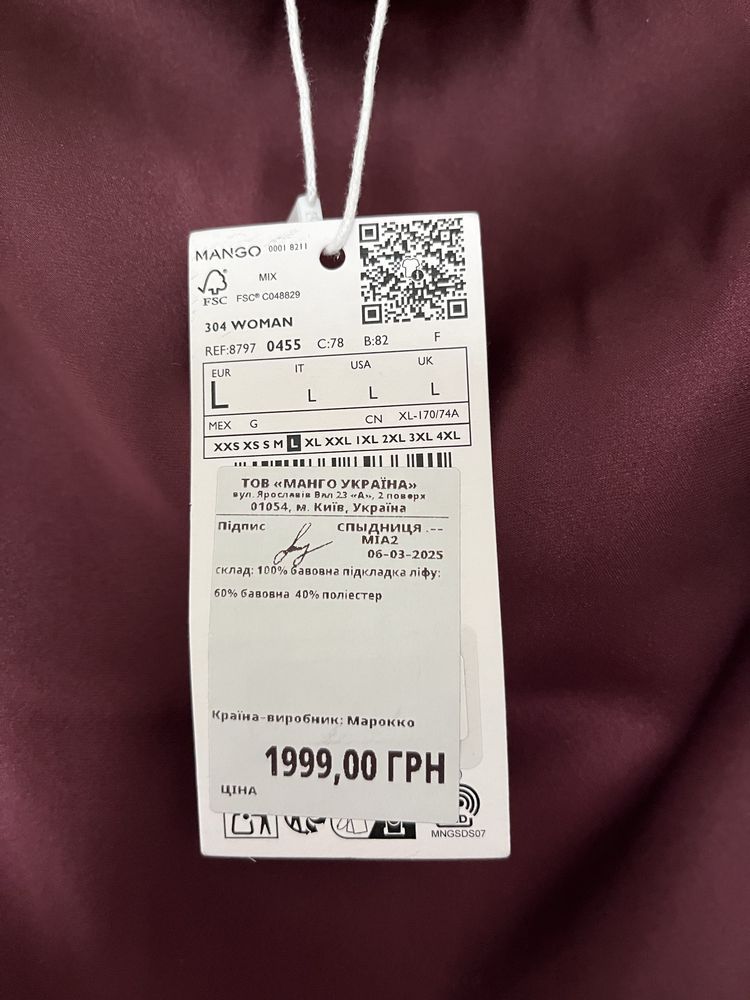 MANGO 0001 8211
MIX
FSC
FSC® C048829
304 WOMAN
REF:8797 0455 C:78 B:82 F
EUR IT USA UK
L L L L
MEX G CN XL-170/74A
XXS XS S M L XL XXL 1XL 2XL 3XL 4XL
ТОВ «МАНГО УКРАЇНА»
вул. Ярославів Вал 23 «А», 2 поверх
01054, м. Київ, Україна
Підпис СПЫДНИЦЯ .--
MIA2
06-03-2025
склад: 100% бавовна підкладка ліфу:
60% бавовна 40% поліестер
Країна-виробник: Марокко
1999,00 ГРН
ЦІНА
MNGSDS07